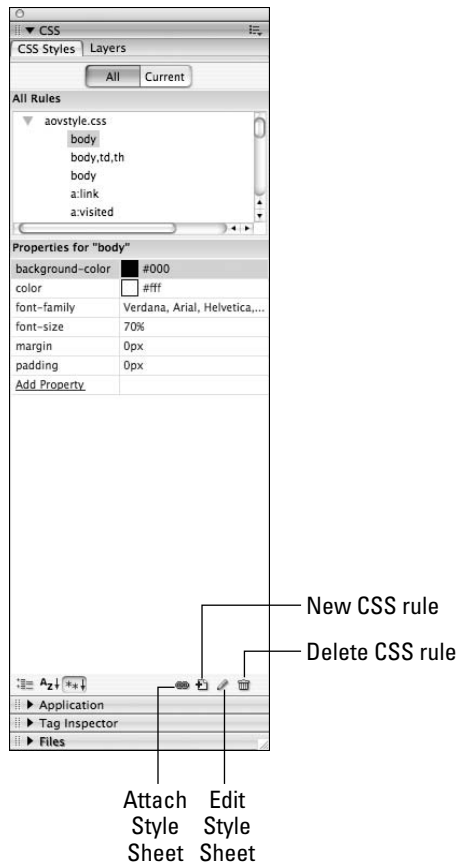 CSS
CSS Styles Layers
All Current
All Rules
aovstyle.css
body
body,td,th
body
a:link
a:visited
Properties for "body"
background-color #000
color #fff
font-family Verdana, Arial, Helvetica,...
font-size 70%
margin 0px
padding 0px
Add Property
New CSS rule
Delete CSS rule
Az↓ **↓
Application
Tag Inspector
Files
Attach
Style
Sheet
Edit
Style
Sheet